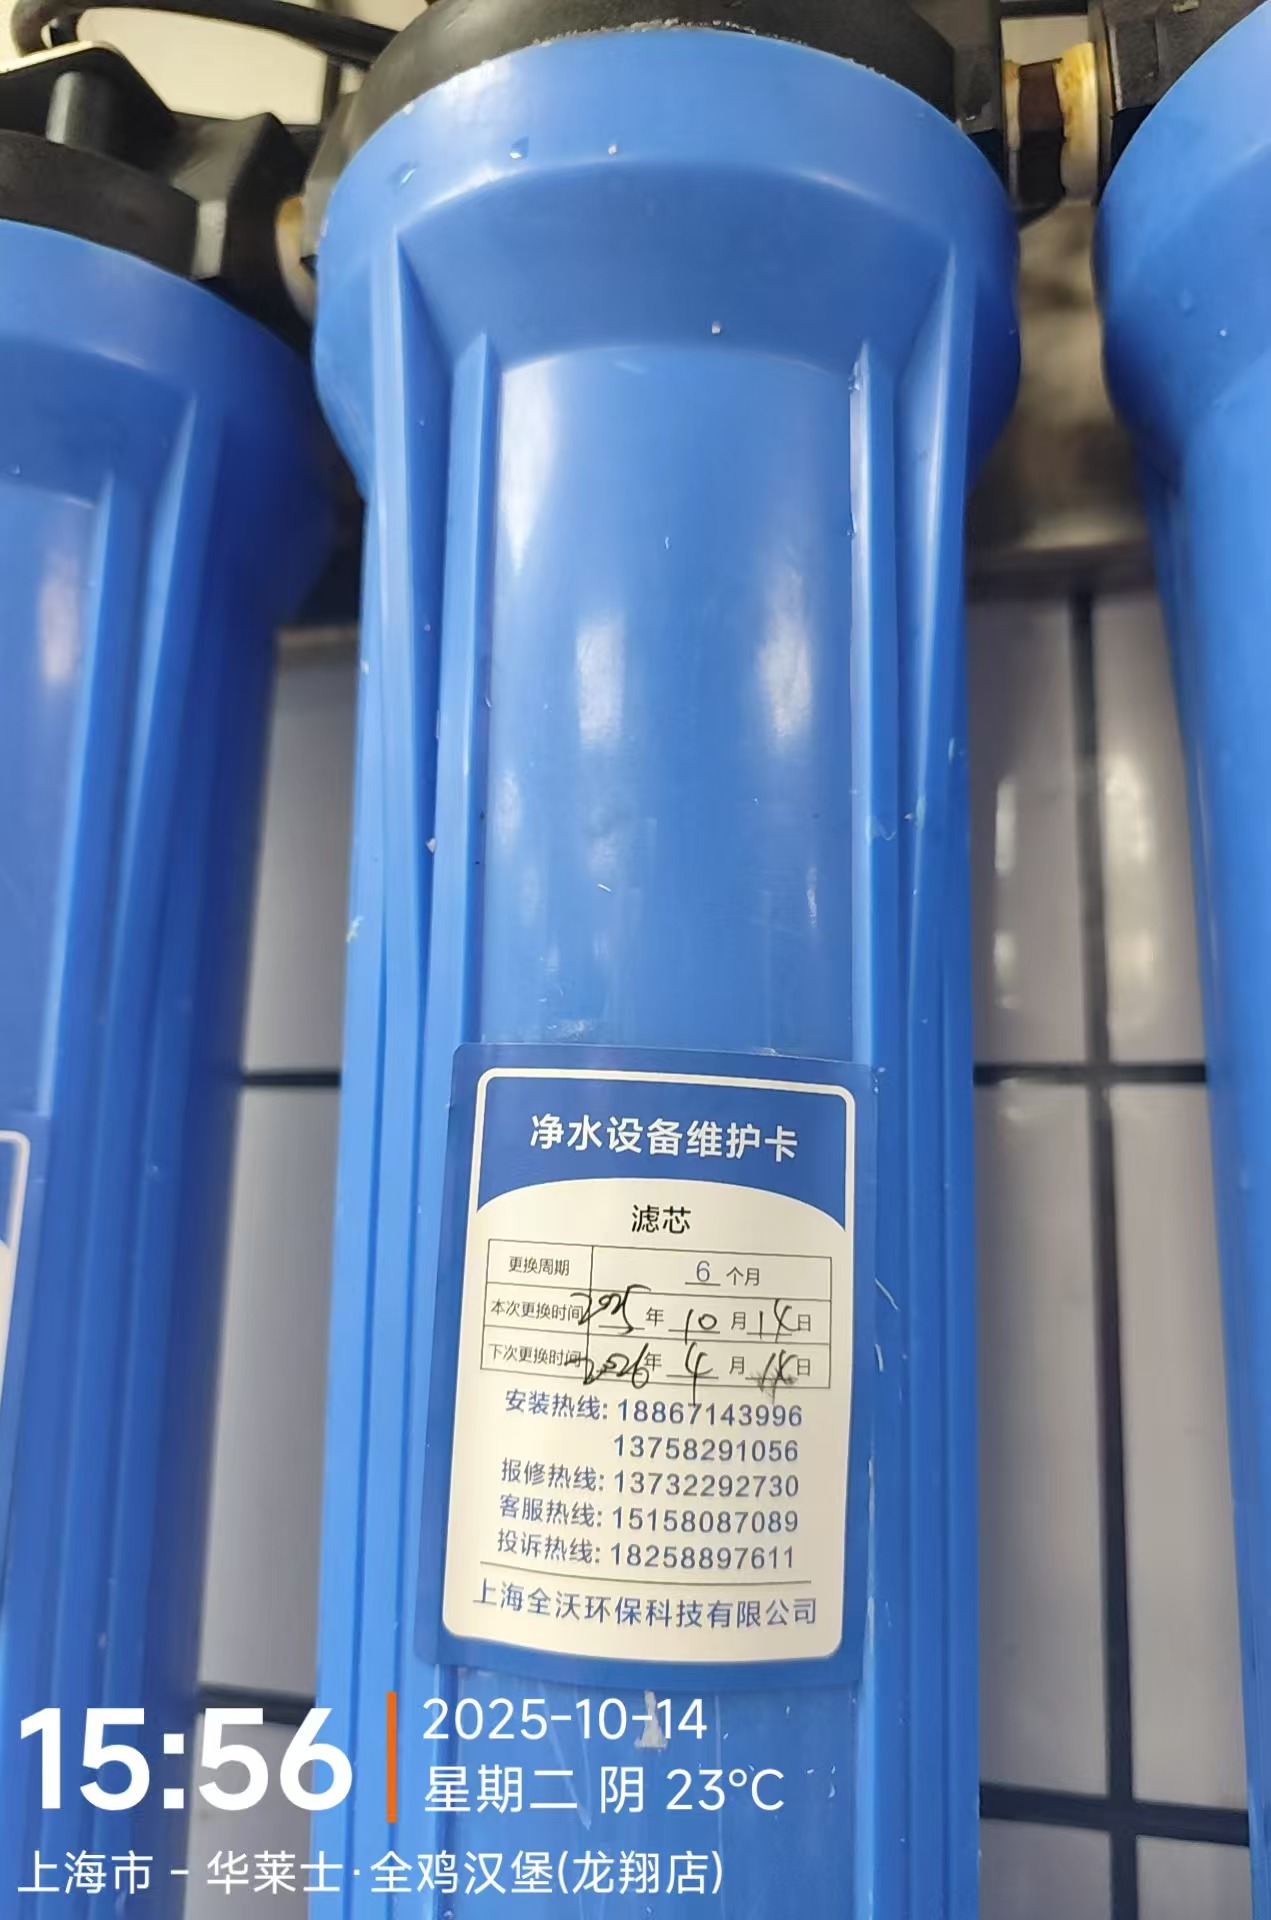 净水设备维护卡
滤芯
更换周期 6 个月
本次更换时间 2025 年 10 月 14 日
下次更换时间 2026 年 4 月 14 日
安装热线: 18867143996
13758291056
报修热线: 13732292730
客服热线: 15158087089
投诉热线: 18258897611
上海全沃环保科技有限公司
15:56
2025-10-14
星期二 阴 23℃
上海市 - 华莱士·全鸡汉堡(龙翔店)